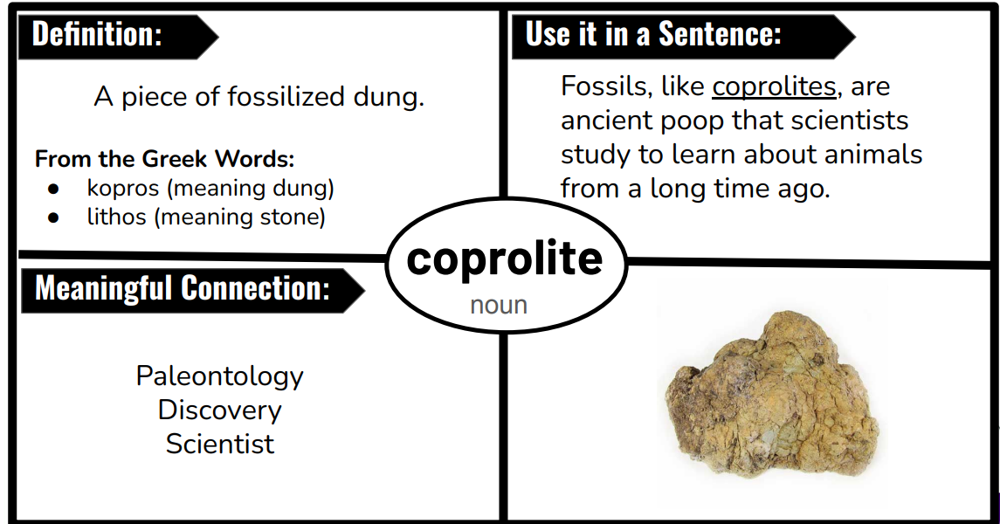 Definition:
A piece of fossilized dung.
From the Greek Words:
● kopros (meaning dung)
● lithos (meaning stone)
Use it in a Sentence:
Fossils, like coprolites, are
ancient poop that scientists
study to learn about animals
from a long time ago.
coprolite
noun
Meaningful Connection:
Paleontology
Discovery
Scientist